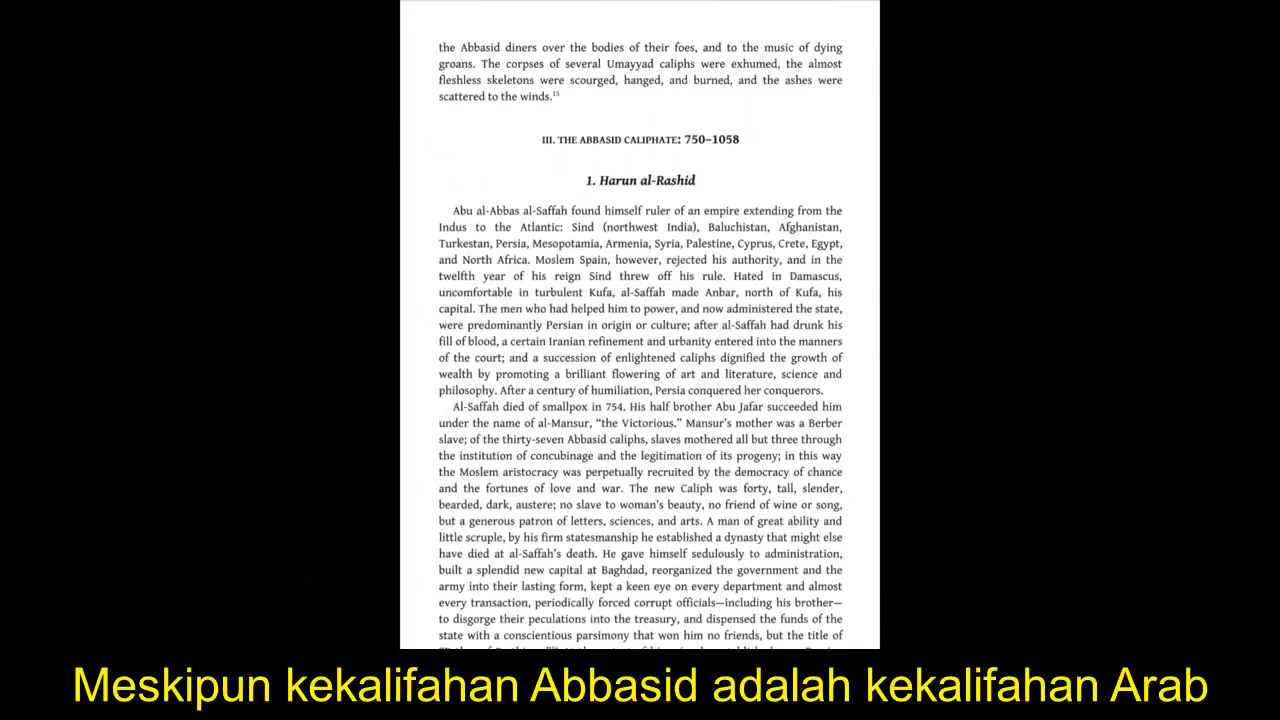 the Abbasid diners over the bodies of their foes, and to the music of dying
groans. The corpses of several Umayyad caliphs were exhumed, the almost
fleshless skeletons were scourged, hanged, and burned, and the ashes were
scattered to the winds.15
III. THE ABBASID CALIPHATE: 750–1058
1. Harun al-Rashid
Abu al-Abbas al-Saffah found himself ruler of an empire extending from the
Indus to the Atlantic: Sind (northwest India), Baluchistan, Afghanistan,
Turkestan, Persia, Mesopotamia, Armenia, Syria, Palestine, Cyprus, Crete, Egypt,
and North Africa. Moslem Spain, however, rejected his authority, and in the
twelfth year of his reign Sind threw off his rule. Hated in Damascus,
uncomfortable in turbulent Kufa, al-Saffah made Anbar, north of Kufa, his
capital. The men who had helped him to power, and now administered the state,
were predominantly Persian in origin or culture; after al-Saffah had drunk his
fill of blood, a certain Iranian refinement and urbanity entered into the manners
of the court; and a succession of enlightened caliphs dignified the growth of
wealth by promoting a brilliant flowering of art and literature, science and
philosophy. After a century of humiliation, Persia conquered her conquerors.
Al-Saffah died of smallpox in 754. His half brother Abu Jafar succeeded him
under the name of al-Mansur, “the Victorious.” Mansur’s mother was a Berber
slave; of the thirty-seven Abbasid caliphs, slaves mothered all but three through
the institution of concubinage and the legitimation of its progeny; in this way
the Moslem aristocracy was perpetually recruited by the democracy of chance
and the fortunes of love and war. The new Caliph was forty, tall, slender,
bearded, dark, austere; no slave to woman’s beauty, no friend of wine or song,
but a generous patron of letters, sciences, and arts. A man of great ability and
little scruple, by his firm statesmanship he established a dynasty that might else
have died at al-Saffah’s death. He gave himself sedulously to administration,
built a splendid new capital at Baghdad, reorganized the government and the
army into their lasting form, kept a keen eye on every department and almost
every transaction, periodically forced corrupt officials—including his brother—
to disgorge their peculations into the treasury, and dispensed the funds of the
state with a conscientious parsimony that won him no friends, but the title of
Meskipun kekalifahan Abbasid adalah kekalifahan Arab